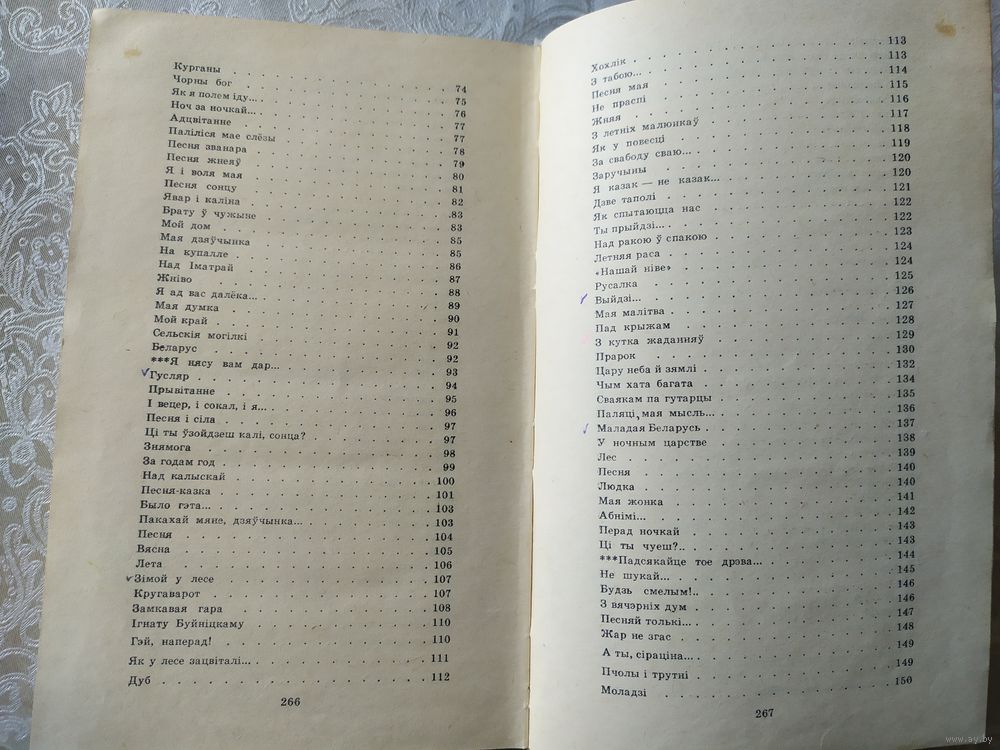 Курганы . . . 74
Чорны бог . . . 75
Як я полем іду... . . . 76
Ноч за ночкай... . . . 77
Адцвітанне . . . 77
Паліліся мае слёзы . . . 78
Песня званара . . . 79
Песня жнеяў . . . 80
Я і воля мая . . . 81
Песня сонцу . . . 82
Явар і каліна . . . 83
Брату ў чужыне . . . 83
Мой дом . . . 85
Мая дзяўчынка . . . 85
На купалле . . . 86
Над Іматрай . . . 87
Жніво . . . 88
Я ад вас далёка... . . . 89
Мая думка . . . 90
Мой край . . . 91
Сельскія могілкі . . . 92
Беларус . . . 92
***Я нясу вам дар... . . . 93
Гусляр . . . 94
Прывітанне . . . 95
І вецер, і сокал, і я... . . . 96
Песня і сіла . . . 97
Ці ты ўзойдзеш калі, сонца? . . . 97
Знямога . . . 98
За годам год . . . 99
Над калыскай . . . 100
Песня-казка . . . 101
Было гэта... . . . 103
Пакахай мяне, дзяўчынка... . . . 103
Песня . . . 104
Вясна . . . 105
Лета . . . 106
Зімой у лесе . . . 107
Кругаварот . . . 107
Замкавая гара . . . 108
Ігнату Буйніцкаму . . . 110
Гэй, наперад! . . . 110
Як у лесе зацвіталі... . . . 111
Дуб . . . 112
266
Хохлік . . . 113
З табою... . . . 113
Песня мая . . . 114
Не праспі . . . 115
Жняя . . . 116
З летніх малюнкаў . . . 117
Як у повесці . . . 118
За свабоду сваю... . . . 119
Заручыны . . . 120
Я казак — не казак... . . . 120
Дзве таполі . . . 121
Як спытаюцца нас . . . 122
Ты прыйдзі... . . . 122
Над ракою ў спакою . . . 123
Летняя раса . . . 124
«Нашай ніве» . . . 124
Русалка . . . 125
Выйдзі... . . . 126
Мая малітва . . . 127
Пад крыжам . . . 128
З кутка жаданняў . . . 129
Прарок . . . 130
Цару неба й зямлі . . . 132
Чым хата багата . . . 134
Сваякам па гутарцы . . . 135
Паляці, мая мысль... . . . 136
Маладая Беларусь . . . 137
У ночным царстве . . . 138
Лес . . . 139
Песня . . . 140
Людка . . . 140
Мая жонка . . . 141
Абнімі... . . . 142
Перад ночкай . . . 143
Ці ты чуеш?.. . . . 143
***Падсякайце тое дрэва... . . . 144
Не шукай... . . . 145
Будзь смелым!.. . . . 146
З вячэрніх дум . . . 146
Песняй толькі... . . . 147
Жар не згас . . . 148
А ты, сіраціна... . . . 149
Пчолы і трутні . . . 149
Моладзі . . . 150
267
www.ay.by